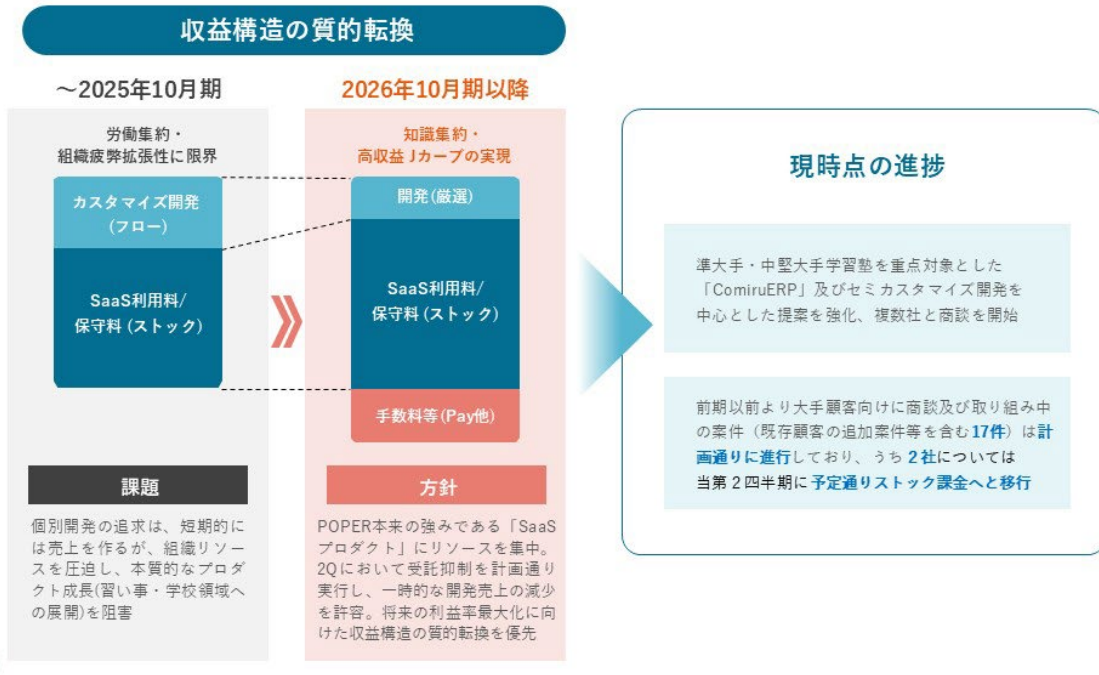 収益構造の質的転換
～2025年10月期
労働集約・
組織疲弊拡張性に限界
カスタマイズ開発
(フロー)
SaaS利用料/
保守料 (ストック)
課題
個別開発の追求は、短期的に
は売上を作るが、組織リソー
スを圧迫し、本質的なプロダ
クト成長(習い事・学校領域へ
の展開)を阻害
2026年10月期以降
知識集約・
高収益 Jカーブの実現
開発 (厳選)
SaaS利用料/
保守料 (ストック)
手数料等 (Pay他)
方針
POPER本来の強みである「SaaS
プロダクト」にリソースを集中。
2Qにおいて受託抑制を計画通り
実行し、一時的な開発売上の減少
を許容。将来の利益率最大化に向
けた収益構造の質的転換を優先
現時点の進捗
準大手・中堅大手学習塾を重点対象とした
「ComiruERP」及びセミカスタマイズ開発を
中心とした提案を強化、複数社と商談を開始
前期以前より大手顧客向けに商談及び取り組み中
の案件（既存顧客の追加案件等を含む17件）は計
画通りに進行しており、うち２社については
当第２四半期に予定通りストック課金へと移行